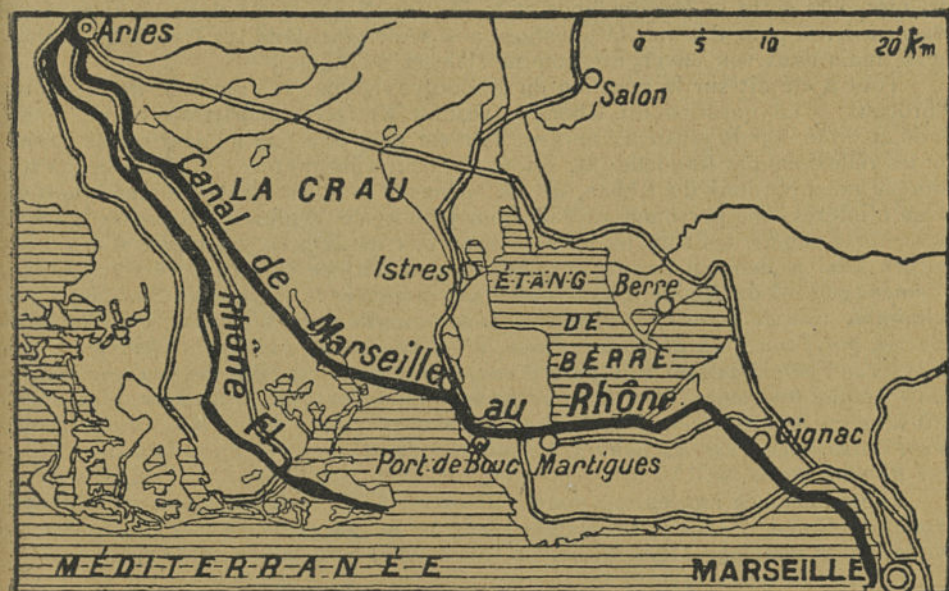 Arles
0 5 10 20 km
Salon
LA CRAU
Canal de Marseille au Rhône
Istres
ÉTANG DE BERRE
Berre
Rhône Fl.
Port de Bouc
Martigues
Gignac
MÉDITERRANÉE
MARSEILLE